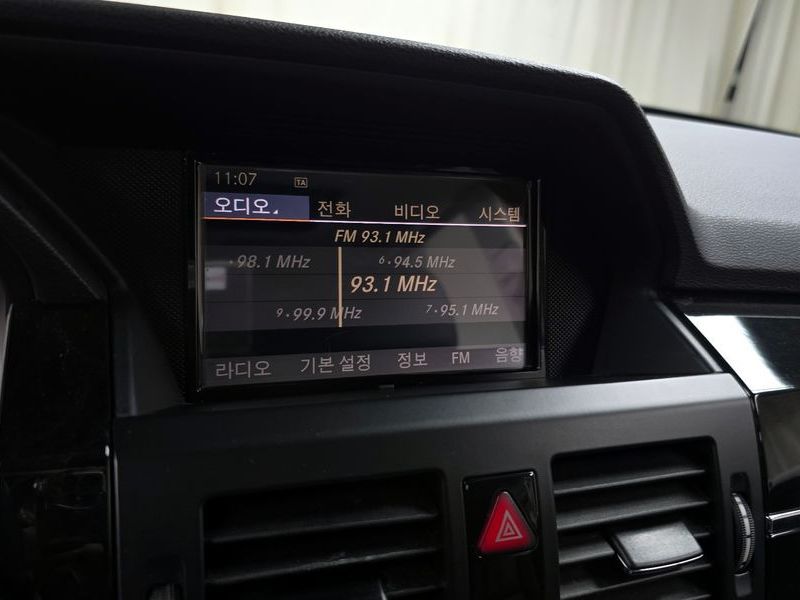 11:07 TA
오디오 전화 비디오 시스템
FM 93.1 MHz
98.1 MHz 6 • 94.5 MHz
93.1 MHz
9 • 99.9 MHz 7 • 95.1 MHz
라디오 기본 설정 정보 FM 음향